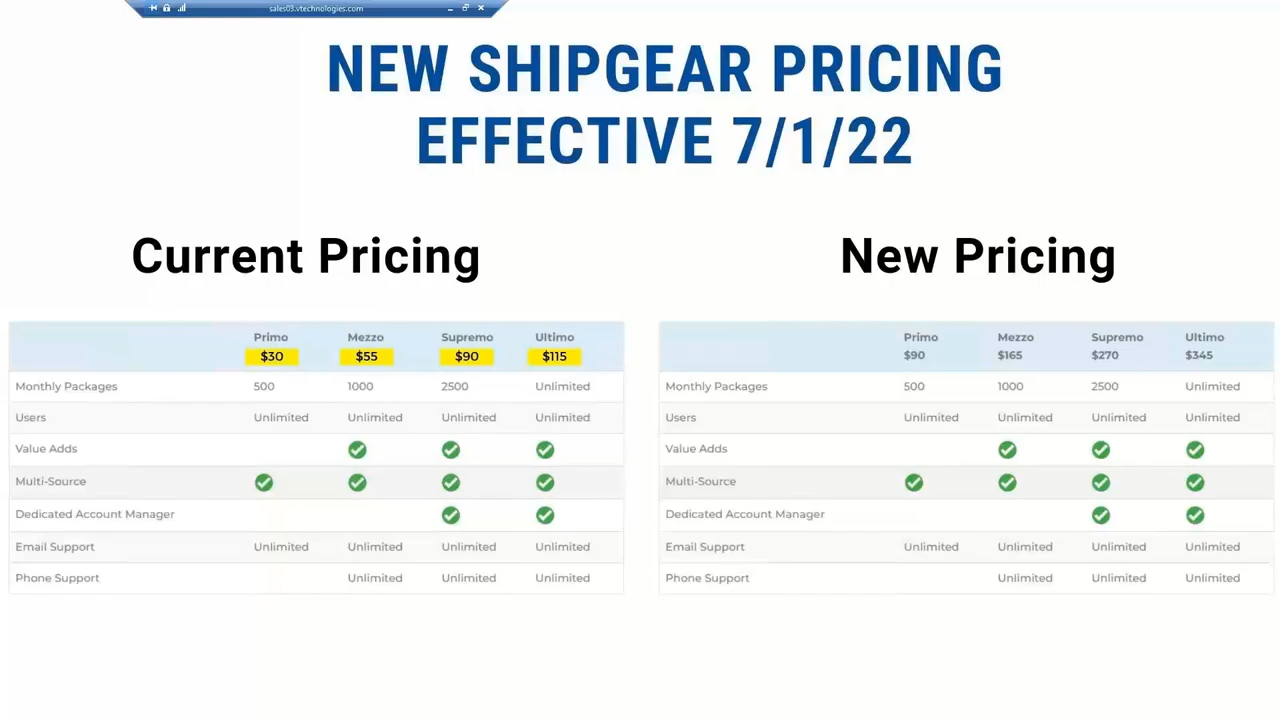 sales03.vtechnologies.com
NEW SHIPGEAR PRICING
EFFECTIVE 7/1/22
Current Pricing
Primo Mezzo Supremo Ultimo
$30 $55 $90 $115
Monthly Packages 500 1000 2500 Unlimited
Users Unlimited Unlimited Unlimited Unlimited
Value Adds
Multi-Source
Dedicated Account Manager
Email Support Unlimited Unlimited Unlimited Unlimited
Phone Support Unlimited Unlimited Unlimited
New Pricing
Primo Mezzo Supremo Ultimo
$90 $165 $270 $345
Monthly Packages 500 1000 2500 Unlimited
Users Unlimited Unlimited Unlimited Unlimited
Value Adds
Multi-Source
Dedicated Account Manager
Email Support Unlimited Unlimited Unlimited Unlimited
Phone Support Unlimited Unlimited Unlimited